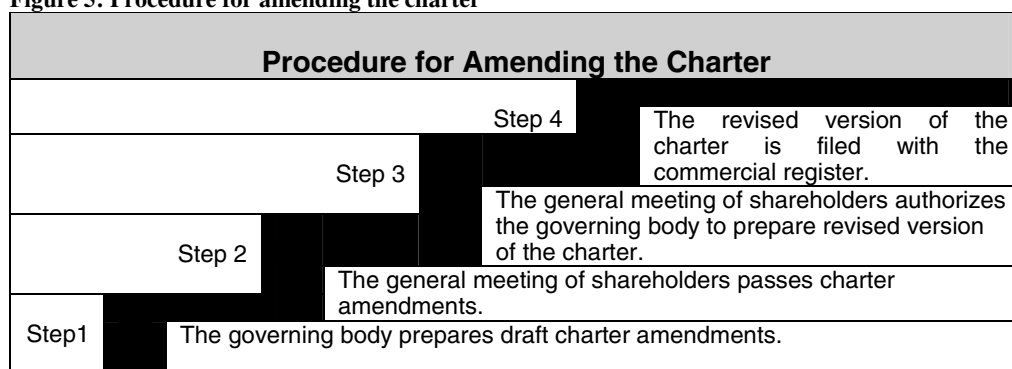 Figure 5: Procedure for amending the charter
Procedure for Amending the Charter
Step 4
The revised version of the
charter is filed with the
commercial register.
Step 3
The general meeting of shareholders authorizes
the governing body to prepare revised version
of the charter.
Step 2
The general meeting of shareholders passes charter
amendments.
Step1
The governing body prepares draft charter amendments.